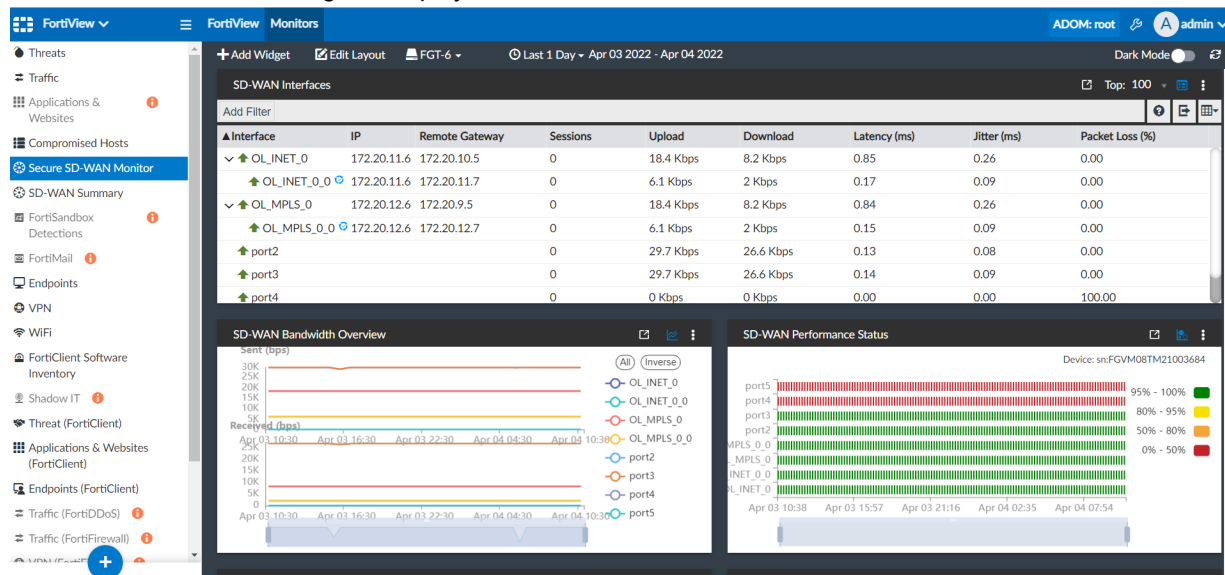 FortiView
FortiView Monitors
ADOM: root
A admin
Threats
Traffic
Applications &
Websites
Compromised Hosts
Secure SD-WAN Monitor
SD-WAN Summary
FortiSandbox
Detections
FortiMail
Endpoints
VPN
WiFi
FortiClient Software
Inventory
Shadow IT
Threat (FortiClient)
Applications & Websites
(FortiClient)
Endpoints (FortiClient)
Traffic (FortiDDoS)
Traffic (FortiFirewall)
Add Widget Edit Layout FGT-6 Last 1 Day Apr 03 2022 - Apr 04 2022 Dark Mode
SD-WAN Interfaces Top: 100
Add Filter
Interface IP Remote Gateway Sessions Upload Download Latency (ms) Jitter (ms) Packet Loss (%)
OL_INET_0 172.20.11.6 172.20.10.5 0 18.4 Kbps 8.2 Kbps 0.85 0.26 0.00
OL_INET_0_0 172.20.11.6 172.20.11.7 0 6.1 Kbps 2 Kbps 0.17 0.09 0.00
OL_MPLS_0 172.20.12.6 172.20.9.5 0 18.4 Kbps 8.2 Kbps 0.84 0.26 0.00
OL_MPLS_0_0 172.20.12.6 172.20.12.7 0 6.1 Kbps 2 Kbps 0.15 0.09 0.00
port2 0 29.7 Kbps 26.6 Kbps 0.13 0.08 0.00
port3 0 29.7 Kbps 26.6 Kbps 0.14 0.09 0.00
port4 0 0 Kbps 0 Kbps 0.00 0.00 100.00
SD-WAN Bandwidth Overview
Sent (bps)
30K
25K
20K
15K
10K
5K
Received (bps)
Apr 03 10:30 Apr 03 16:30 Apr 03 22:30 Apr 04 04:30 Apr 04 10:30
25K
20K
15K
10K
5K
0
Apr 03 10:30 Apr 03 16:30 Apr 03 22:30 Apr 04 04:30 Apr 04 10:30
All Inverse
OL_INET_0
OL_INET_0_0
OL_MPLS_0
OL_MPLS_0_0
port2
port3
port4
port5
SD-WAN Performance Status
Device: sn:FGVM08TM21003684
port5
port4
port3
port2
MPLS_0_0
MPLS_0
INET_0_0
L_INET_0
Apr 03 10:38 Apr 03 15:57 Apr 03 21:16 Apr 04 02:35 Apr 04 07:54
95% - 100%
80% - 95%
50% - 80%
0% - 50%